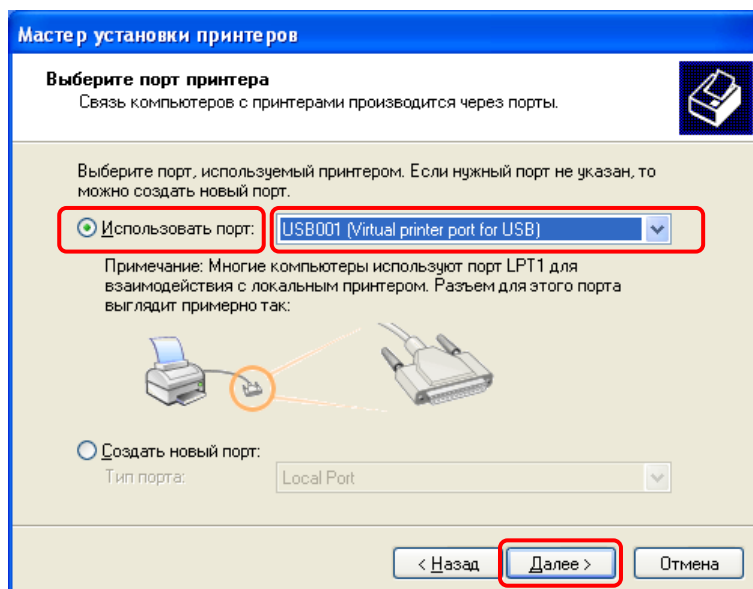 Мастер установки принтеров
Выберите порт принтера
Связь компьютеров с принтерами производится через порты.
Выберите порт, используемый принтером. Если нужный порт не указан, то
можно создать новый порт.
Использовать порт: USB001 (Virtual printer port for USB)
Примечание: Многие компьютеры используют порт LPT1 для
взаимодействия с локальным принтером. Разъем для этого порта
выглядит примерно так:
Создать новый порт:
Тип порта: Local Port
< Назад Далее > Отмена